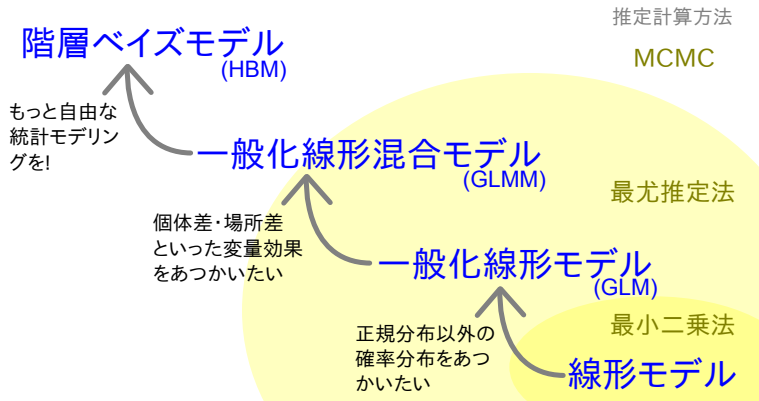 推定計算方法
階層ベイズモデル
(HBM)
MCMC
もっと自由な
統計モデリン
グを!
一般化線形混合モデル
(GLMM)
最尤推定法
個体差・場所差
といった変量効果
をあつかいたい
一般化線形モデル
(GLM)
正規分布以外の
確率分布をあつ
かいたい
最小二乗法
線形モデル